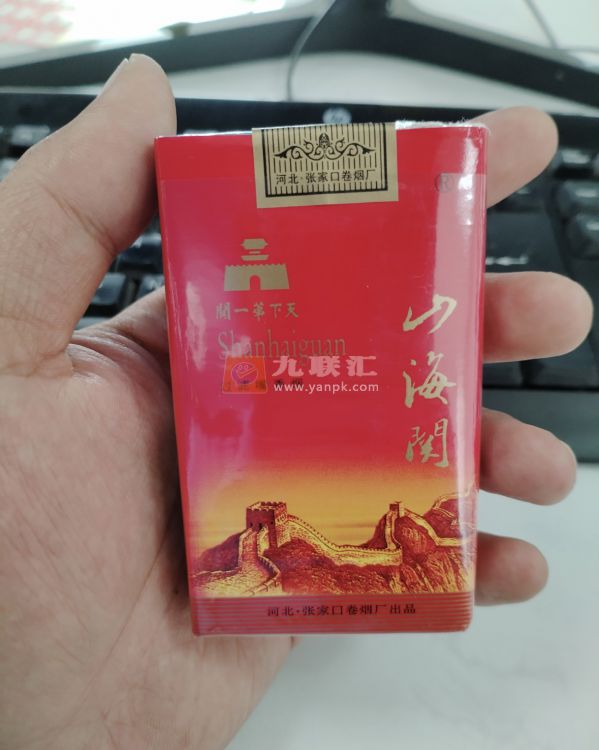 河北·张家口卷烟厂
R
天下第一關
Shanhaiguan
山海関
九联汇
www.yanpk.com
河北·张家口卷烟厂出品